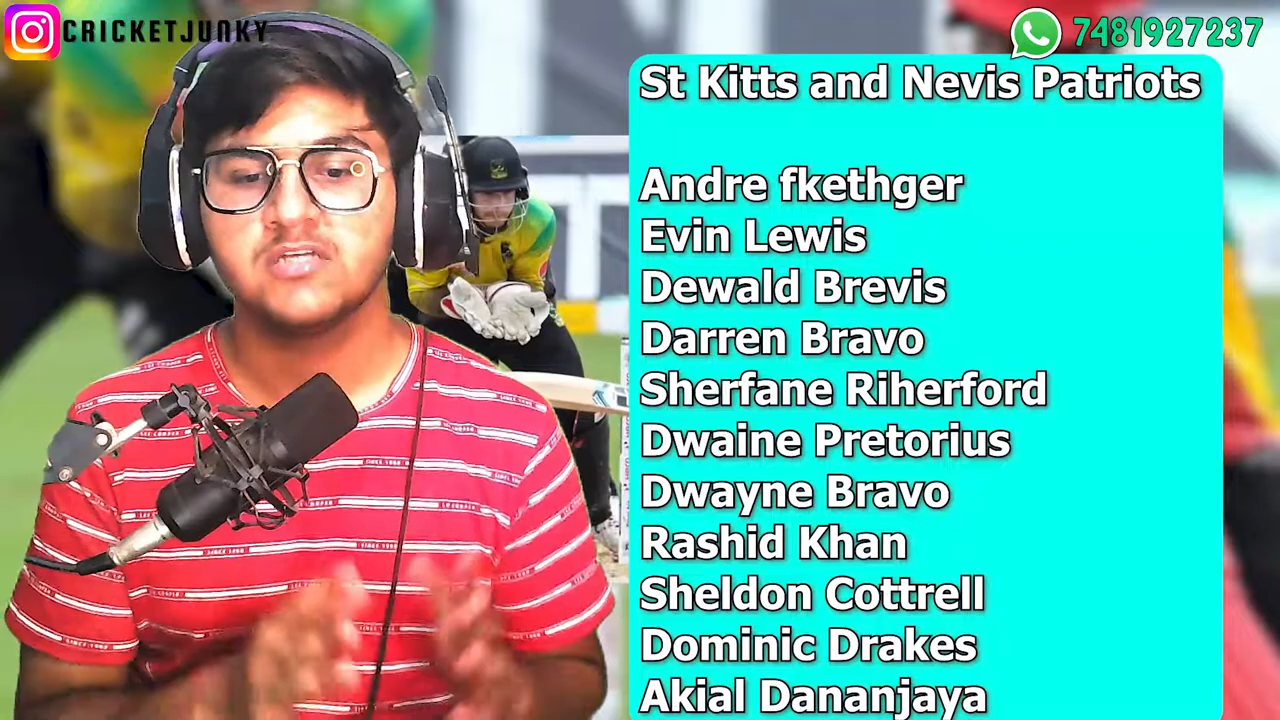 CRICKETJUNKY
7481927237
St Kitts and Nevis Patriots
Andre fkethger
Evin Lewis
Dewald Brevis
Darren Bravo
Sherfane Riherford
Dwaine Pretorius
Dwayne Bravo
Rashid Khan
Sheldon Cottrell
Dominic Drakes
Akial Dananjaya